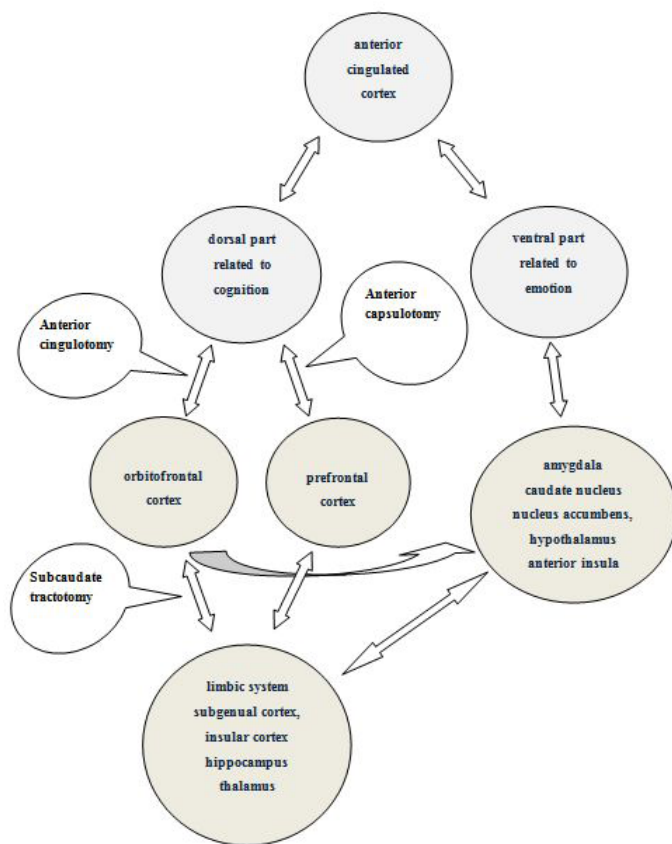 anterior
cingulated
cortex
dorsal part
related to
cognition
ventral part
related to
emotion
Anterior
cingulotomy
Anterior
capsulotomy
orbitofrontal
cortex
prefrontal
cortex
amygdala
caudate nucleus
nucleus accumbens,
hypothalamus
anterior insula
Subcaudate
tractotomy
limbic system
subgenual cortex,
insular cortex
hippocampus
thalamus